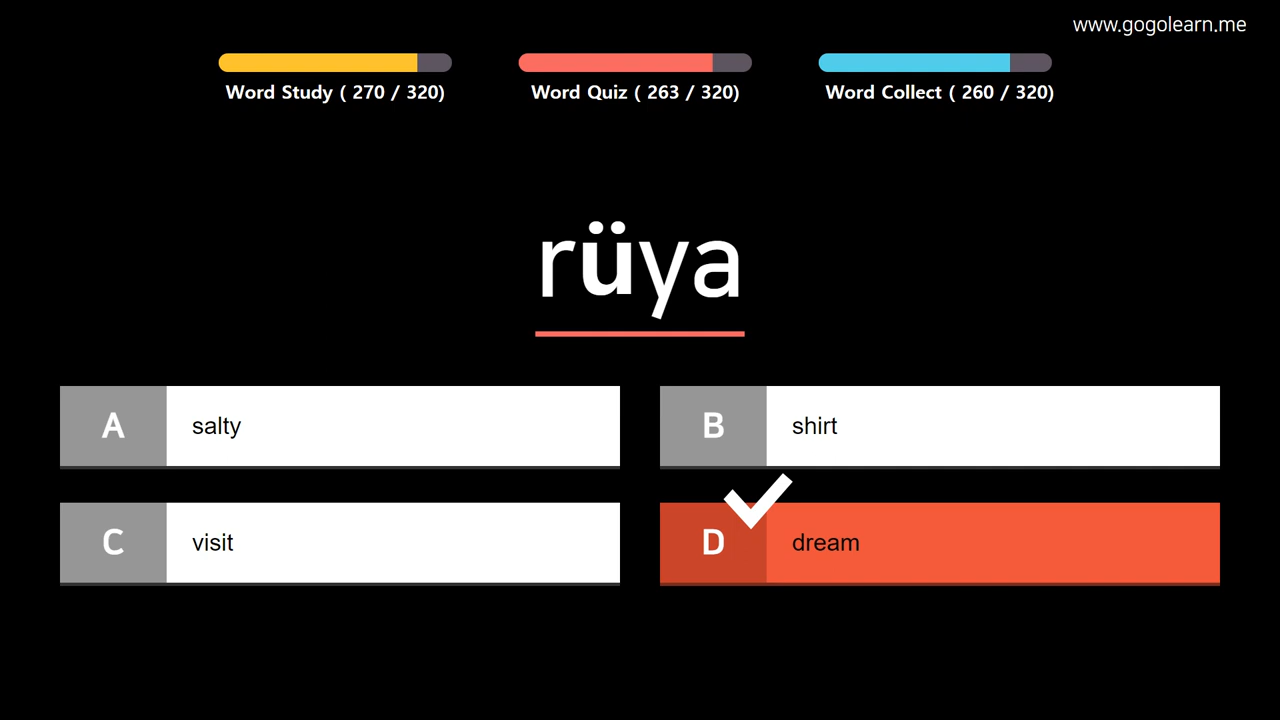 www.gogolearn.me
Word Study ( 270 / 320)
Word Quiz ( 263 / 320)
Word Collect ( 260 / 320)
rüya
A salty
B shirt
C visit
D dream